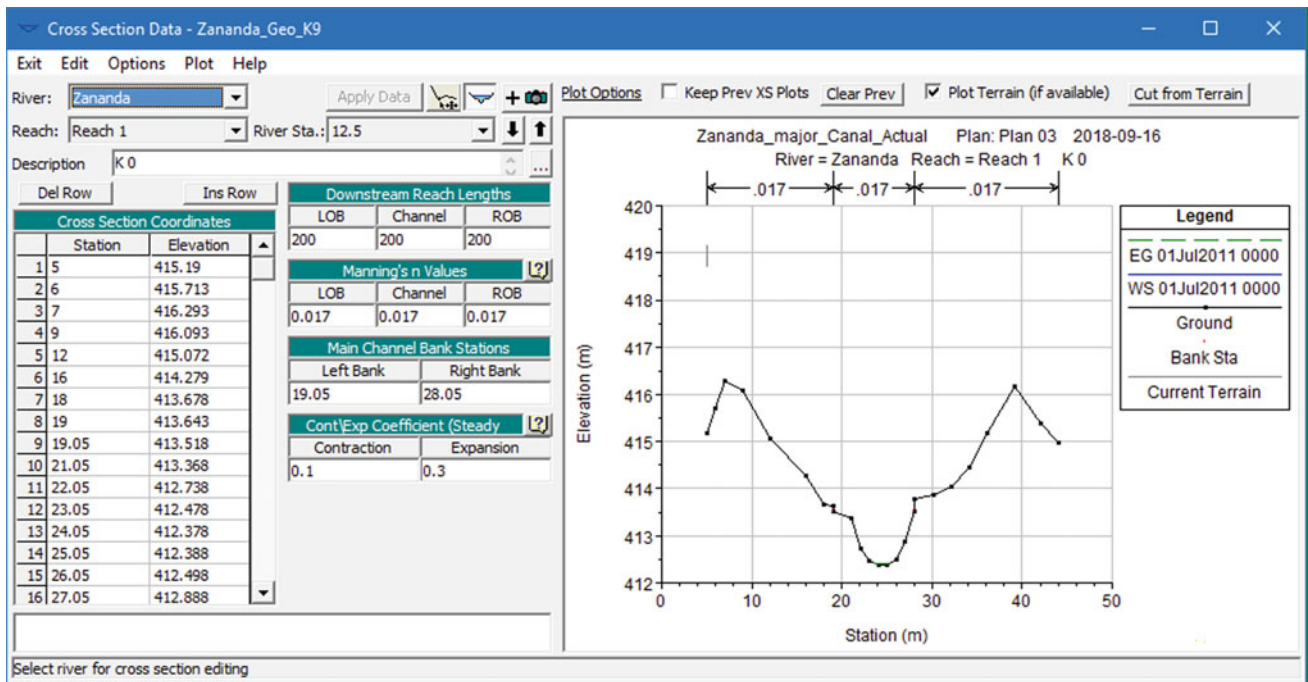 Cross Section Data - Zananda_Geo_K9
Exit Edit Options Plot Help
River: Zananda Apply Data
Reach: Reach 1 River Sta.: 12.5
Description K 0 ...
Del Row Ins Row
Cross Section Coordinates
Station Elevation
1 5 415.19
2 6 415.713
3 7 416.293
4 9 416.093
5 12 415.072
6 16 414.279
7 18 413.678
8 19 413.643
9 19.05 413.518
10 21.05 413.368
11 22.05 412.738
12 23.05 412.478
13 24.05 412.378
14 25.05 412.388
15 26.05 412.498
16 27.05 412.888
Downstream Reach Lengths
LOB Channel ROB
200 200 200
Manning's n Values
LOB Channel ROB
0.017 0.017 0.017
Main Channel Bank Stations
Left Bank Right Bank
19.05 28.05
Cont\Exp Coefficient (Steady
Contraction Expansion
0.1 0.3
Plot Options Keep Prev XS Plots Clear Prev Plot Terrain (if available) Cut from Terrain
Zananda_major_Canal_Actual Plan: Plan 03 2018-09-16
River = Zananda Reach = Reach 1 K 0
.017 .017 .017
420
419
418
417
416
415
414
413
412
Elevation (m)
0 10 20 30 40 50
Station (m)
Legend
EG 01Jul2011 0000
WS 01Jul2011 0000
Ground
Bank Sta
Current Terrain
Select river for cross section editing